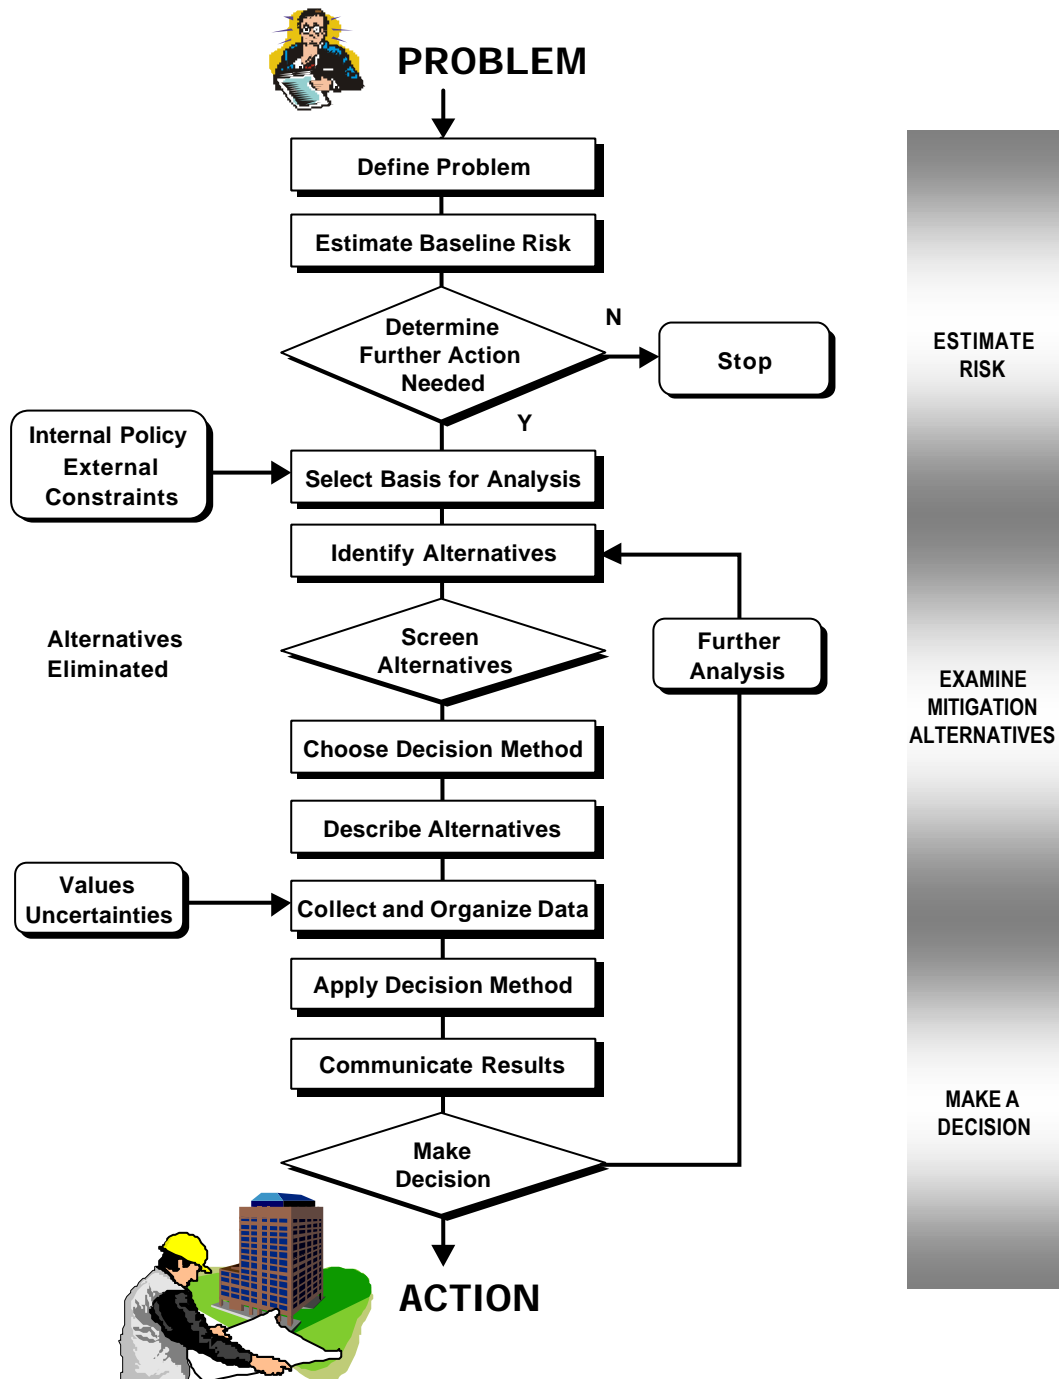 PROBLEM
Define Problem
Estimate Baseline Risk
Determine
Further Action
Needed
N
Stop
Y
Internal Policy
External
Constraints
Select Basis for Analysis
Identify Alternatives
Alternatives
Eliminated
Screen
Alternatives
Further
Analysis
Choose Decision Method
Describe Alternatives
Values
Uncertainties
Collect and Organize Data
Apply Decision Method
Communicate Results
Make
Decision
ACTION
ESTIMATE
RISK
EXAMINE
MITIGATION
ALTERNATIVES
MAKE A
DECISION